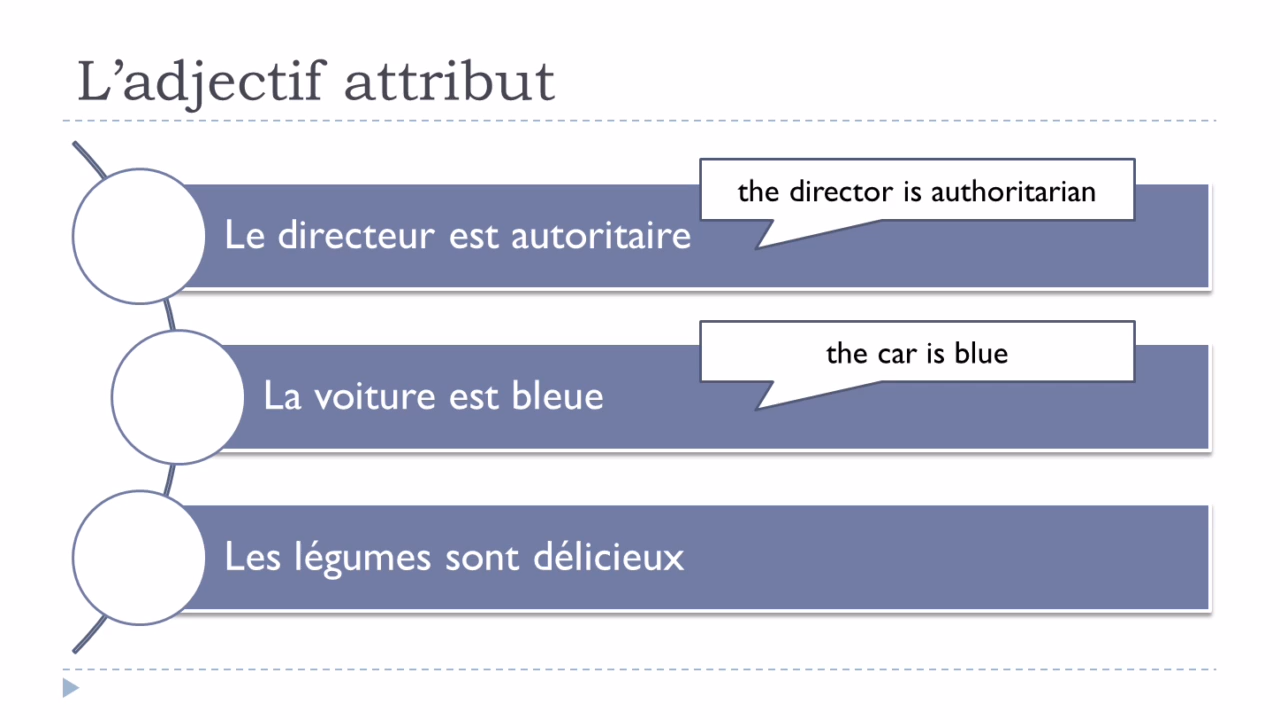 L’adjectif attribut
the director is authoritarian
Le directeur est autoritaire
the car is blue
La voiture est bleue
Les légumes sont délicieux